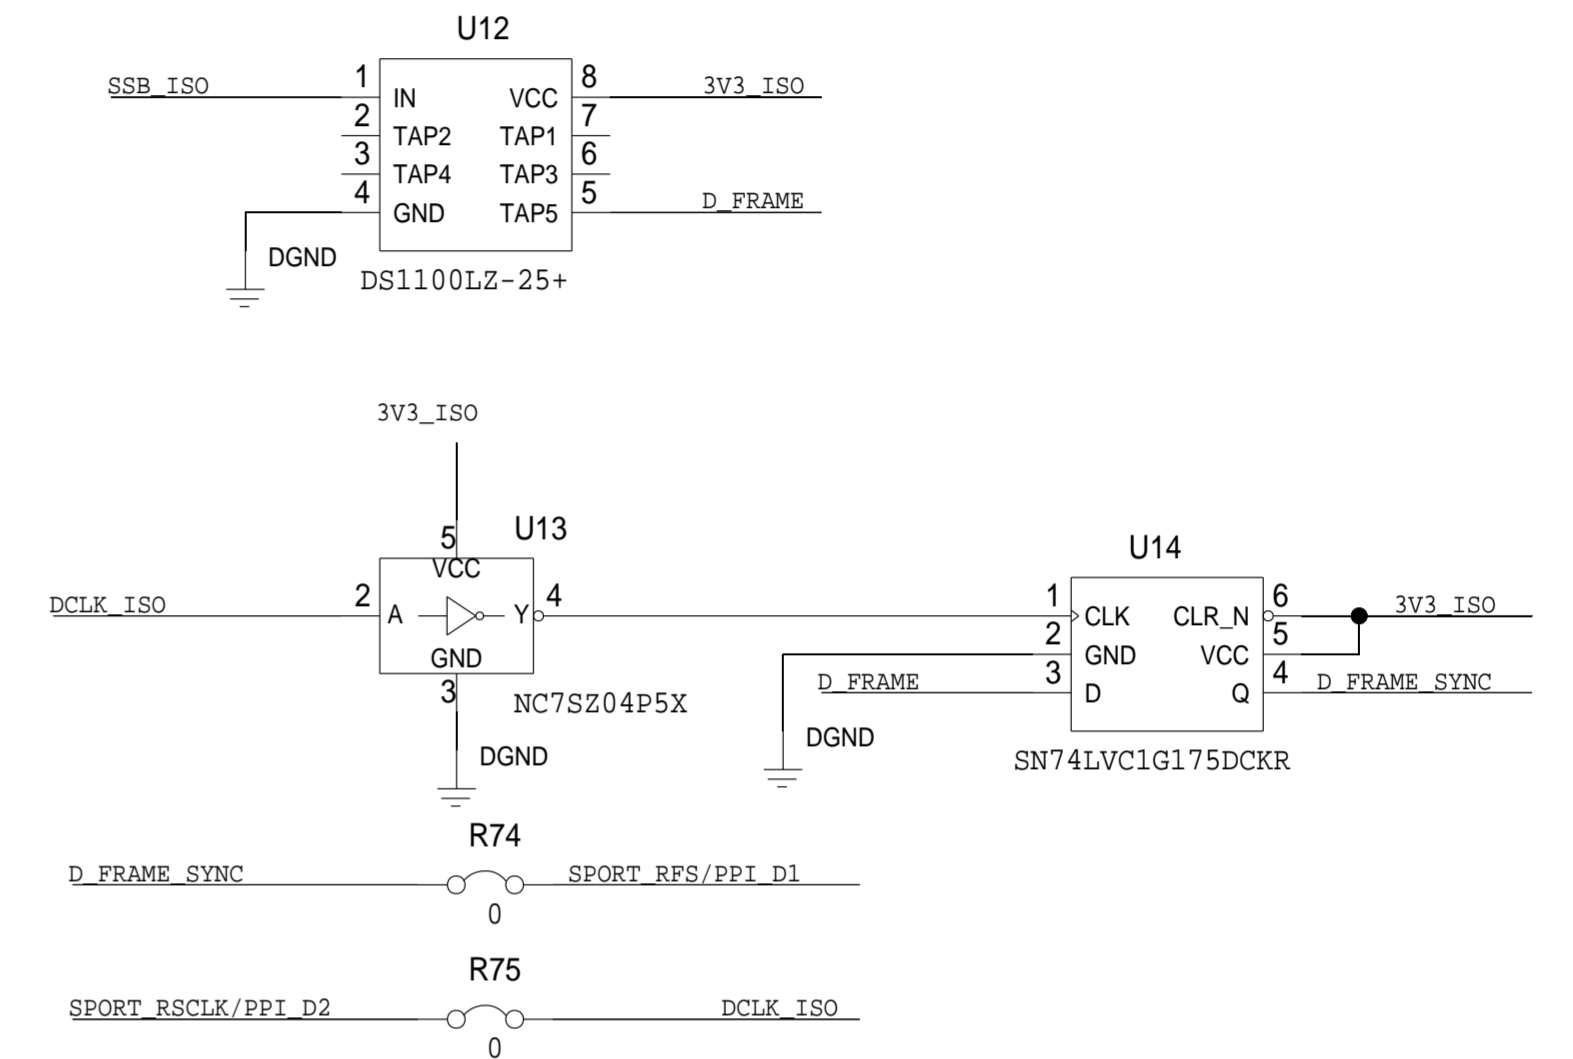 U12
SSB_ISO 1 IN VCC 8 3V3_ISO
2 TAP2 TAP1 7
3 TAP4 TAP3 6
4 GND TAP5 5 D_FRAME
DGND
DS1100LZ-25+
3V3_ISO
U13
5
VCC
DCLK_ISO 2 A Y 4
GND
3
NC7SZ04P5X
DGND
U14
1 CLK CLR_N 6 3V3_ISO
2 GND VCC 5
D_FRAME 3 D Q 4 D_FRAME_SYNC
DGND
SN74LVC1G175DCKR
R74
D_FRAME_SYNC SPORT_RFS/PPI_D1
0
R75
SPORT_RSCLK/PPI_D2 DCLK_ISO
0